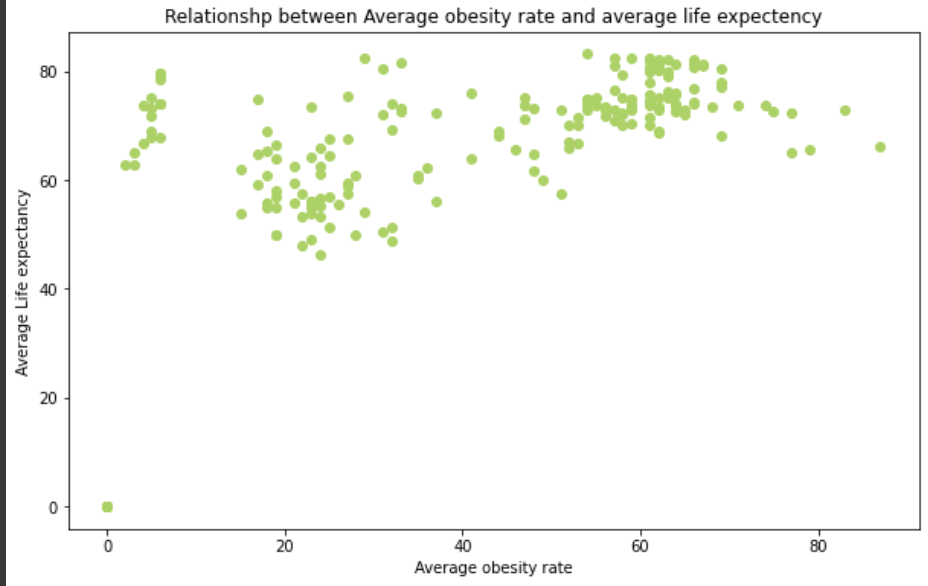 Relationshp between Average obesity rate and average life expectency
80
60
40
20
0
Average Life expectancy
0 20 40 60 80
Average obesity rate